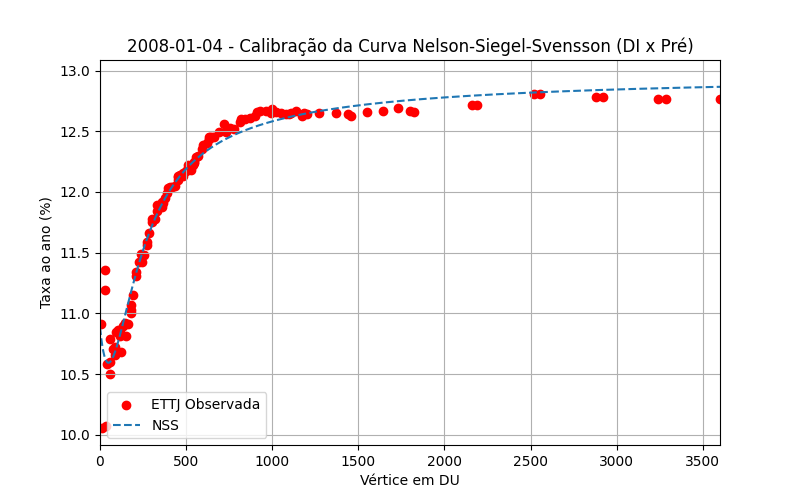 2008-01-04 - Calibração da Curva Nelson-Siegel-Svensson (DI x Pré)
13.0
12.5
12.0
11.5
11.0
10.5
10.0
Taxa ao ano (%)
ETTJ Observada
NSS
0 500 1000 1500 2000 2500 3000 3500
Vértice em DU